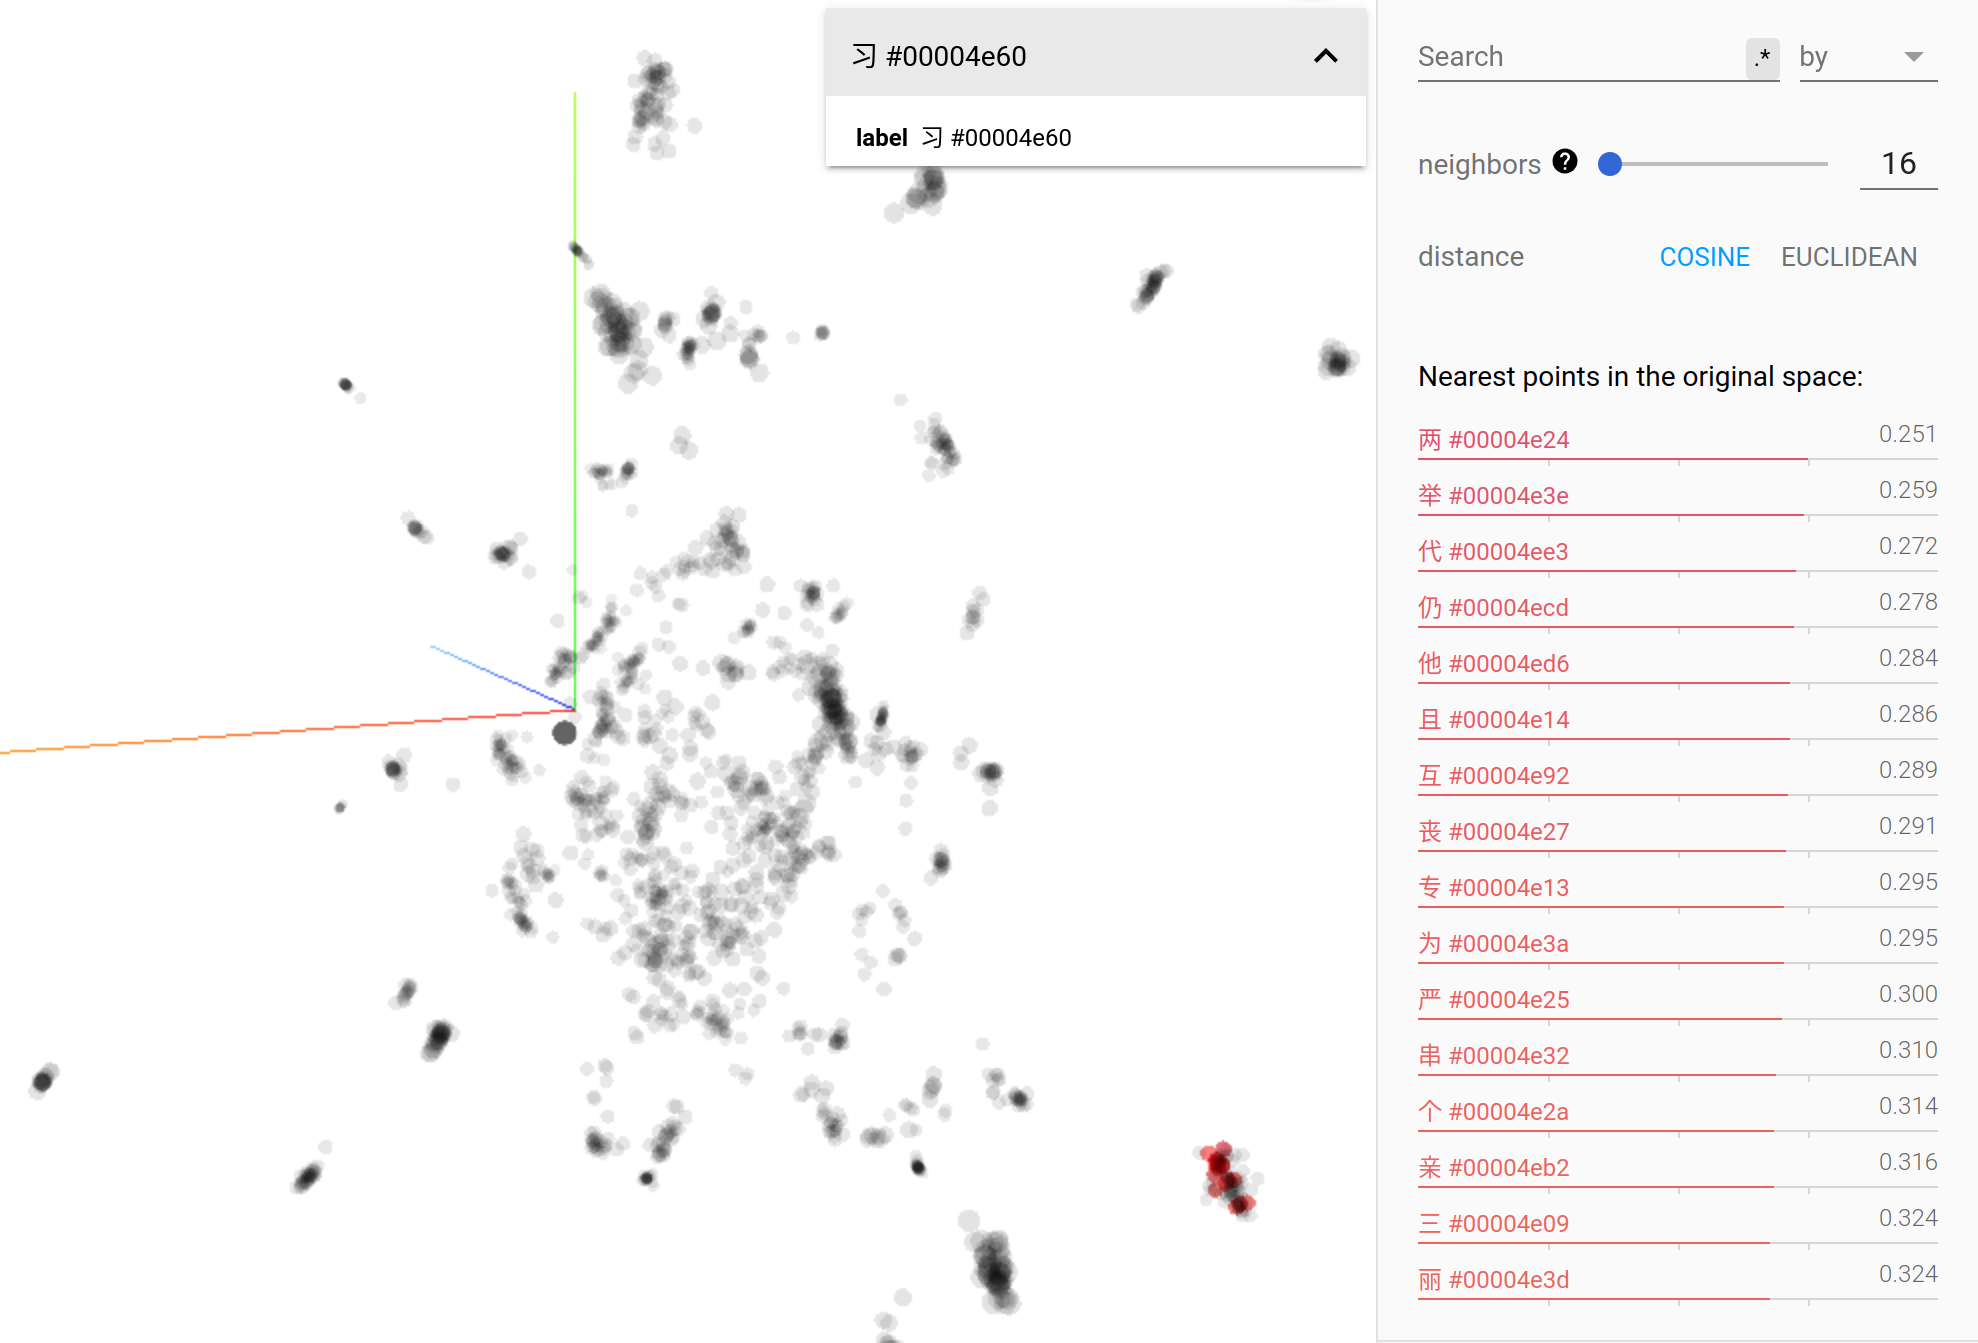 习 #00004e60
label 习 #00004e60
Search .* by
neighbors ? 16
distance COSINE EUCLIDEAN
Nearest points in the original space:
两 #00004e24 0.251
举 #00004e3e 0.259
代 #00004ee3 0.272
仍 #00004ecd 0.278
他 #00004ed6 0.284
且 #00004e14 0.286
互 #00004e92 0.289
丧 #00004e27 0.291
专 #00004e13 0.295
为 #00004e3a 0.295
严 #00004e25 0.300
串 #00004e32 0.310
个 #00004e2a 0.314
亲 #00004eb2 0.316
三 #00004e09 0.324
丽 #00004e3d 0.324